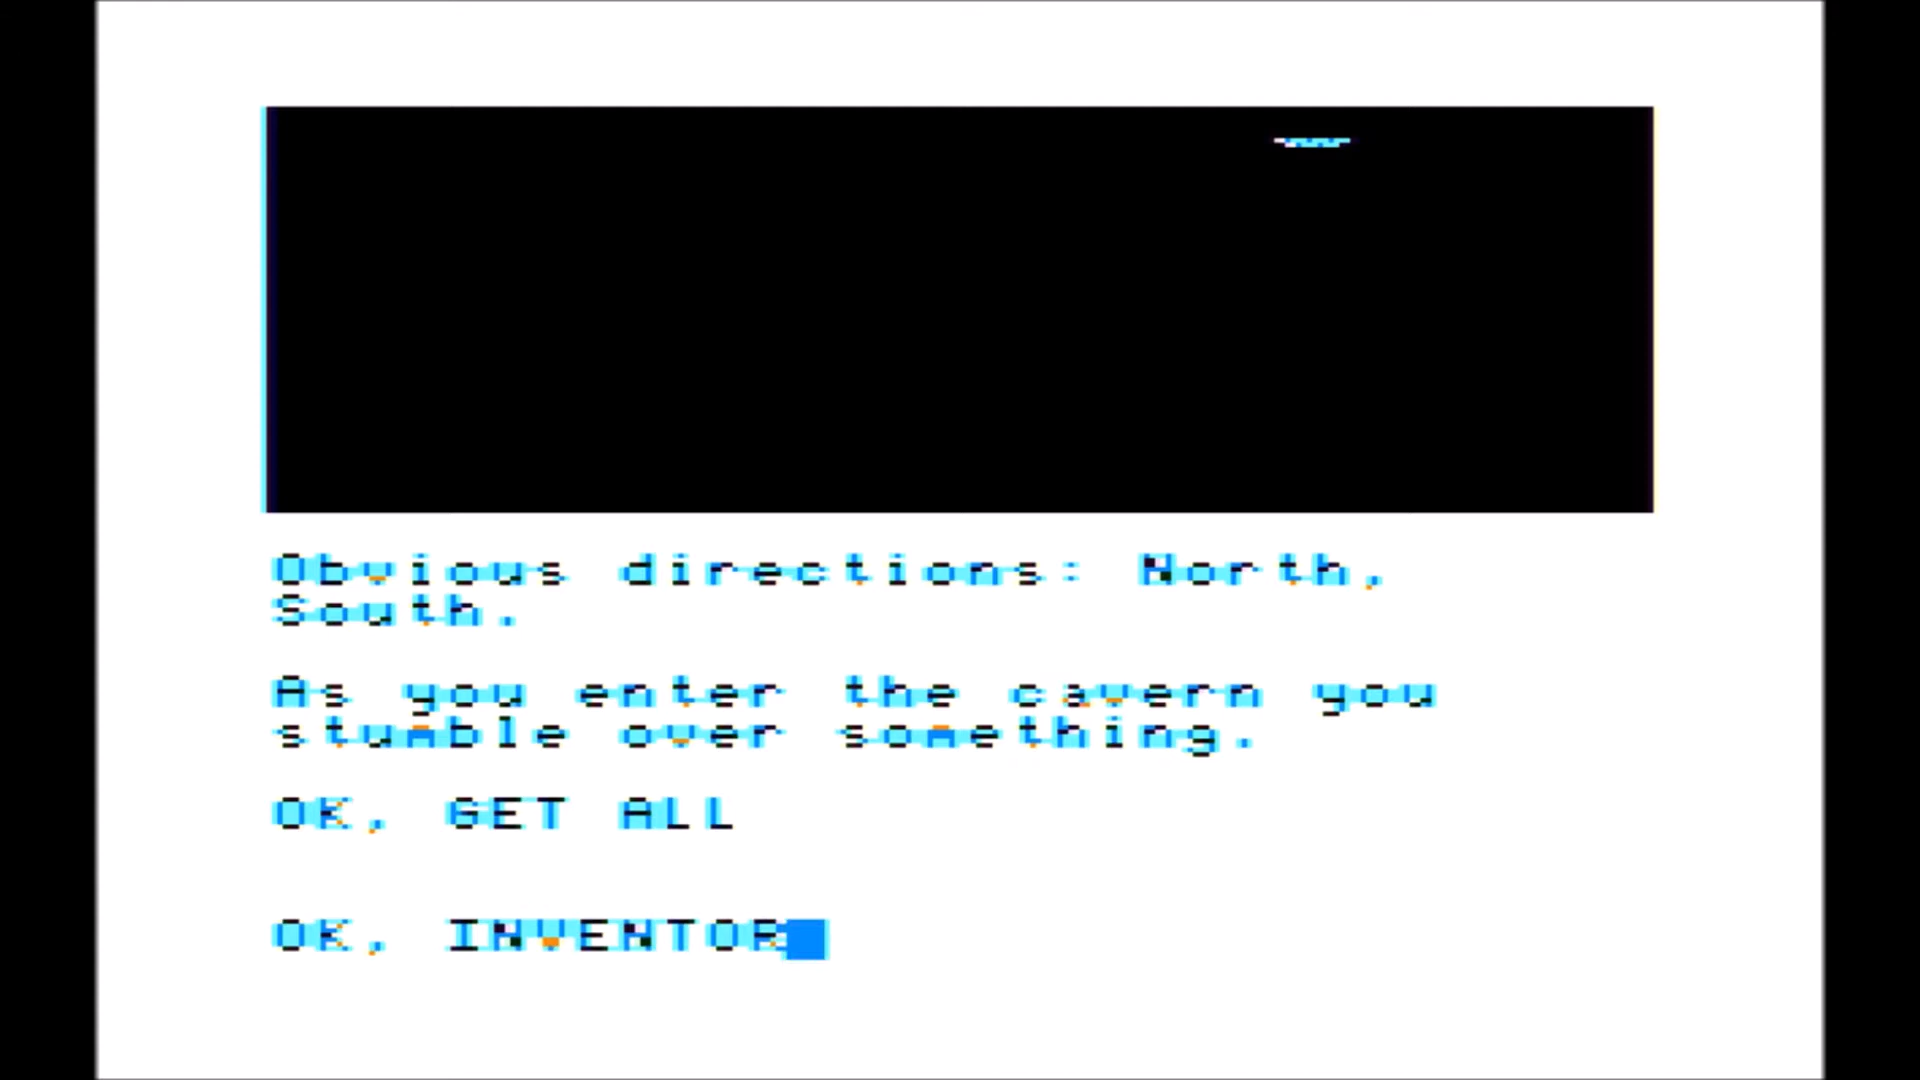 Obvious directions: North,
South.
As you enter the cavern you
stumble over something.
OK, GET ALL
OK, INVENTOR